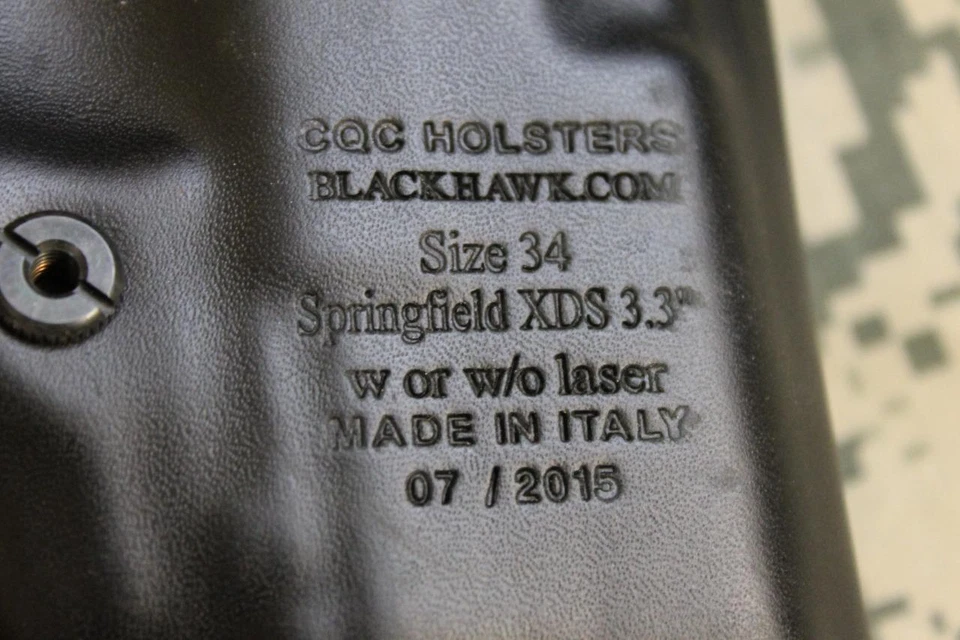 CQC HOLSTERS
BLACKHAWK.COM
Size 34
Springfield XDS 3.3"
w or w/o laser
MADE IN ITALY
07 / 2015